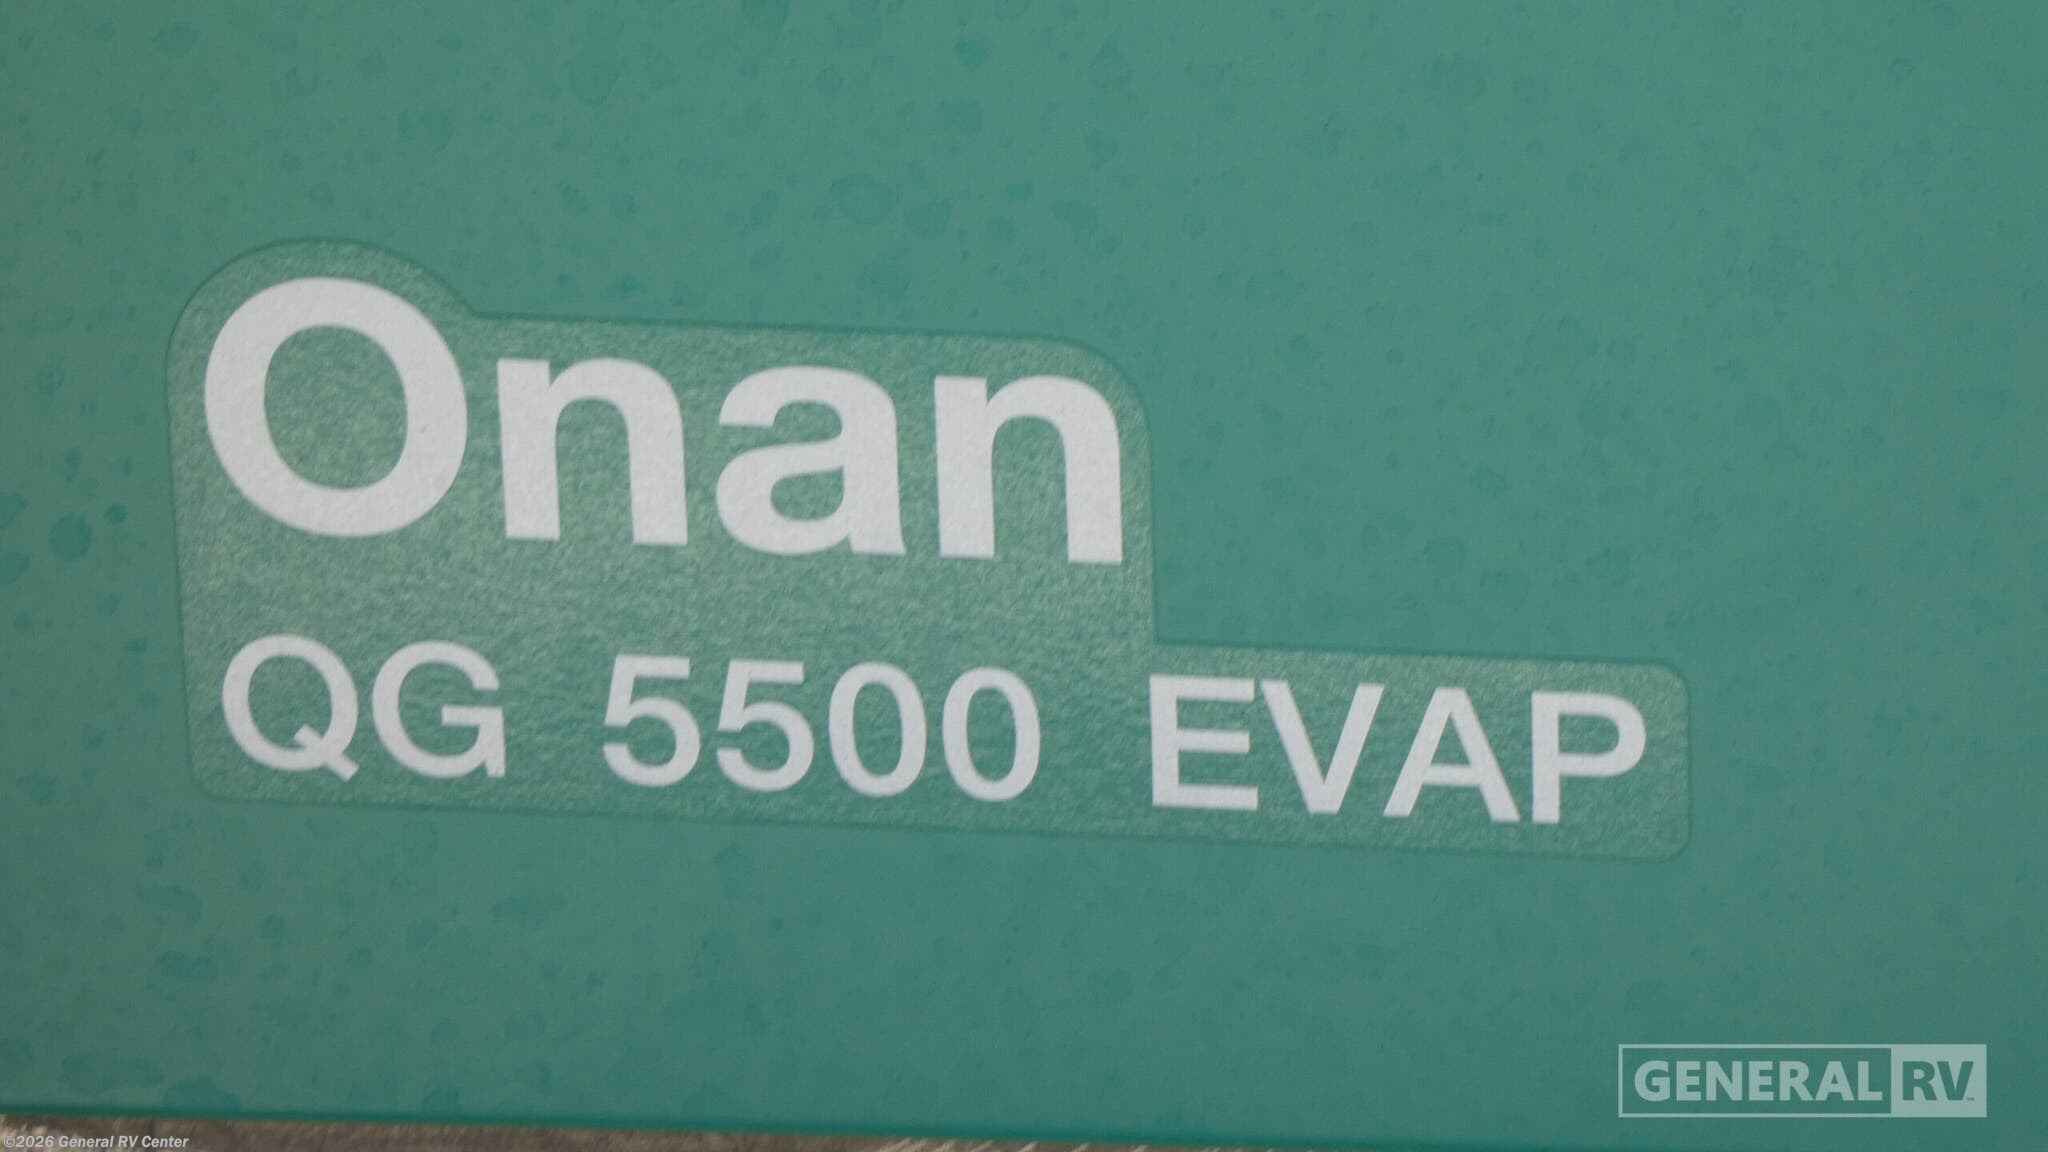 Onan
QG 5500 EVAP
GENERAL RV
©2026 General RV Center